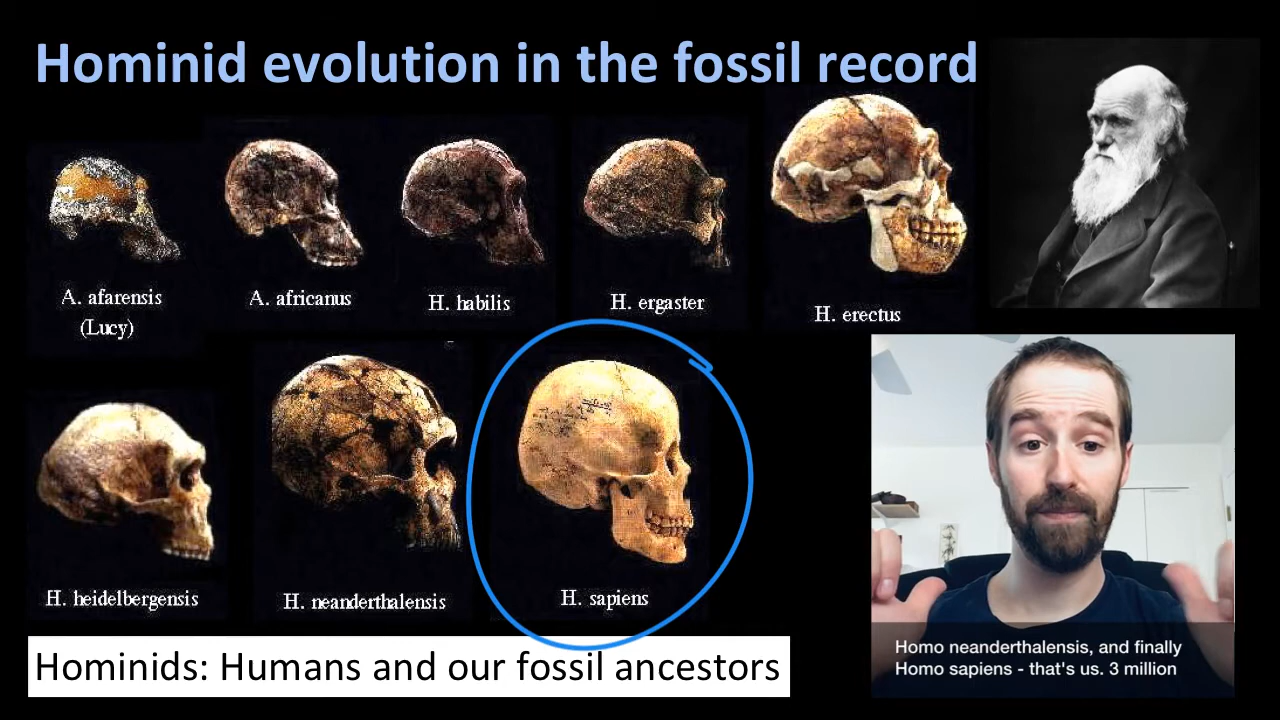 Hominid evolution in the fossil record
A. afarensis
(Lucy)
A. africanus
H. habilis
H. ergaster
H. erectus
H. heidelbergensis
H. neanderthalensis
H. sapiens
Hominids: Humans and our fossil ancestors
Homo neanderthalensis, and finally
Homo sapiens - that's us. 3 million